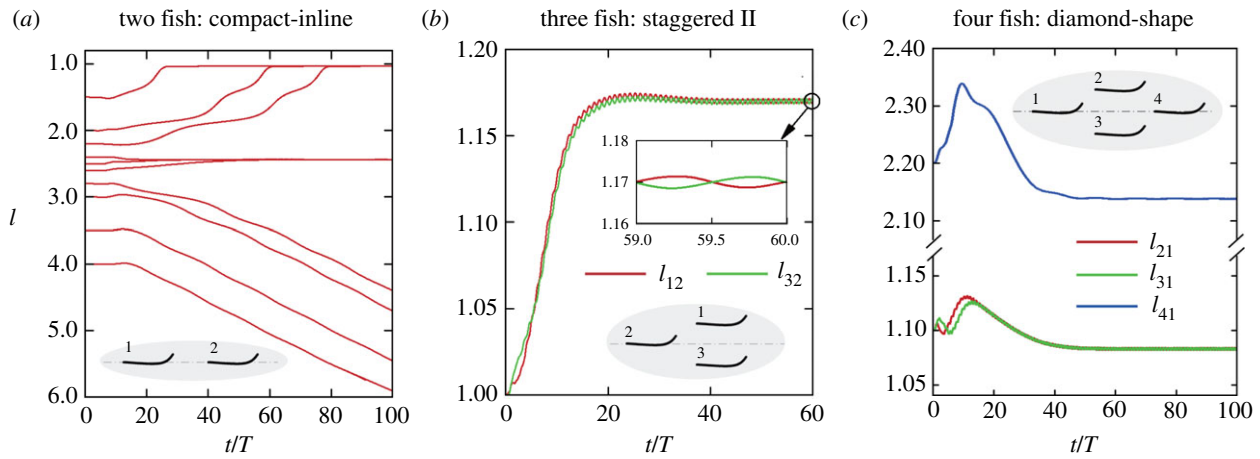 (a) two fish: compact-inline
1.0
2.0
3.0
l
4.0
5.0
6.0
1 2
0 20 40 60 80 100
t/T
(b) three fish: staggered II
1.20
1.15
1.10
1.05
1.00
1.18
1.17
1.16
59.0 59.5 60.0
l12 l32
1
2
3
0 20 40 60
t/T
(c) four fish: diamond-shape
2.40
2.30
2.20
2.10
1.15
1.10
1.05
2
1 4
3
l21
l31
l41
0 20 40 60 80 100
t/T